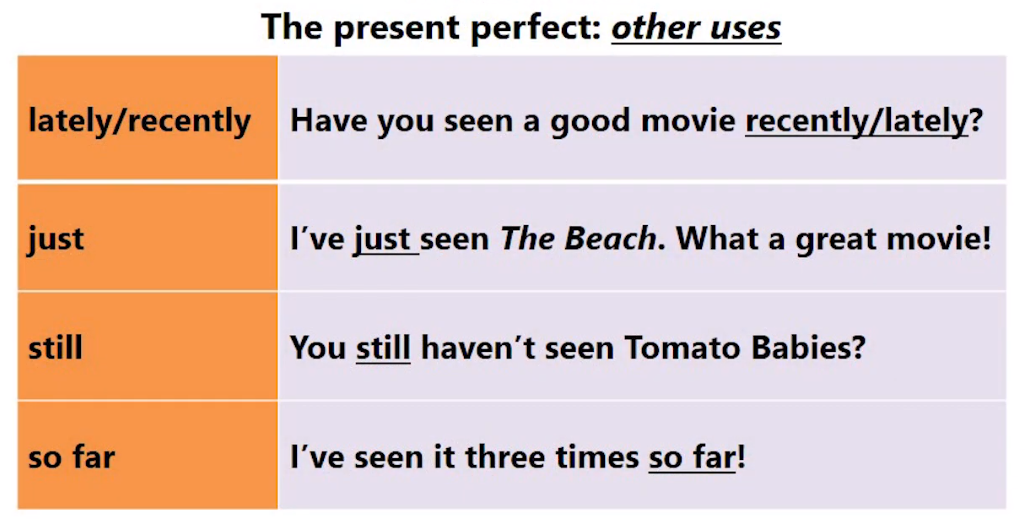 The present perfect: other uses
lately/recently
Have you seen a good movie recently/lately?
just
I’ve just seen The Beach. What a great movie!
still
You still haven’t seen Tomato Babies?
so far
I’ve seen it three times so far!